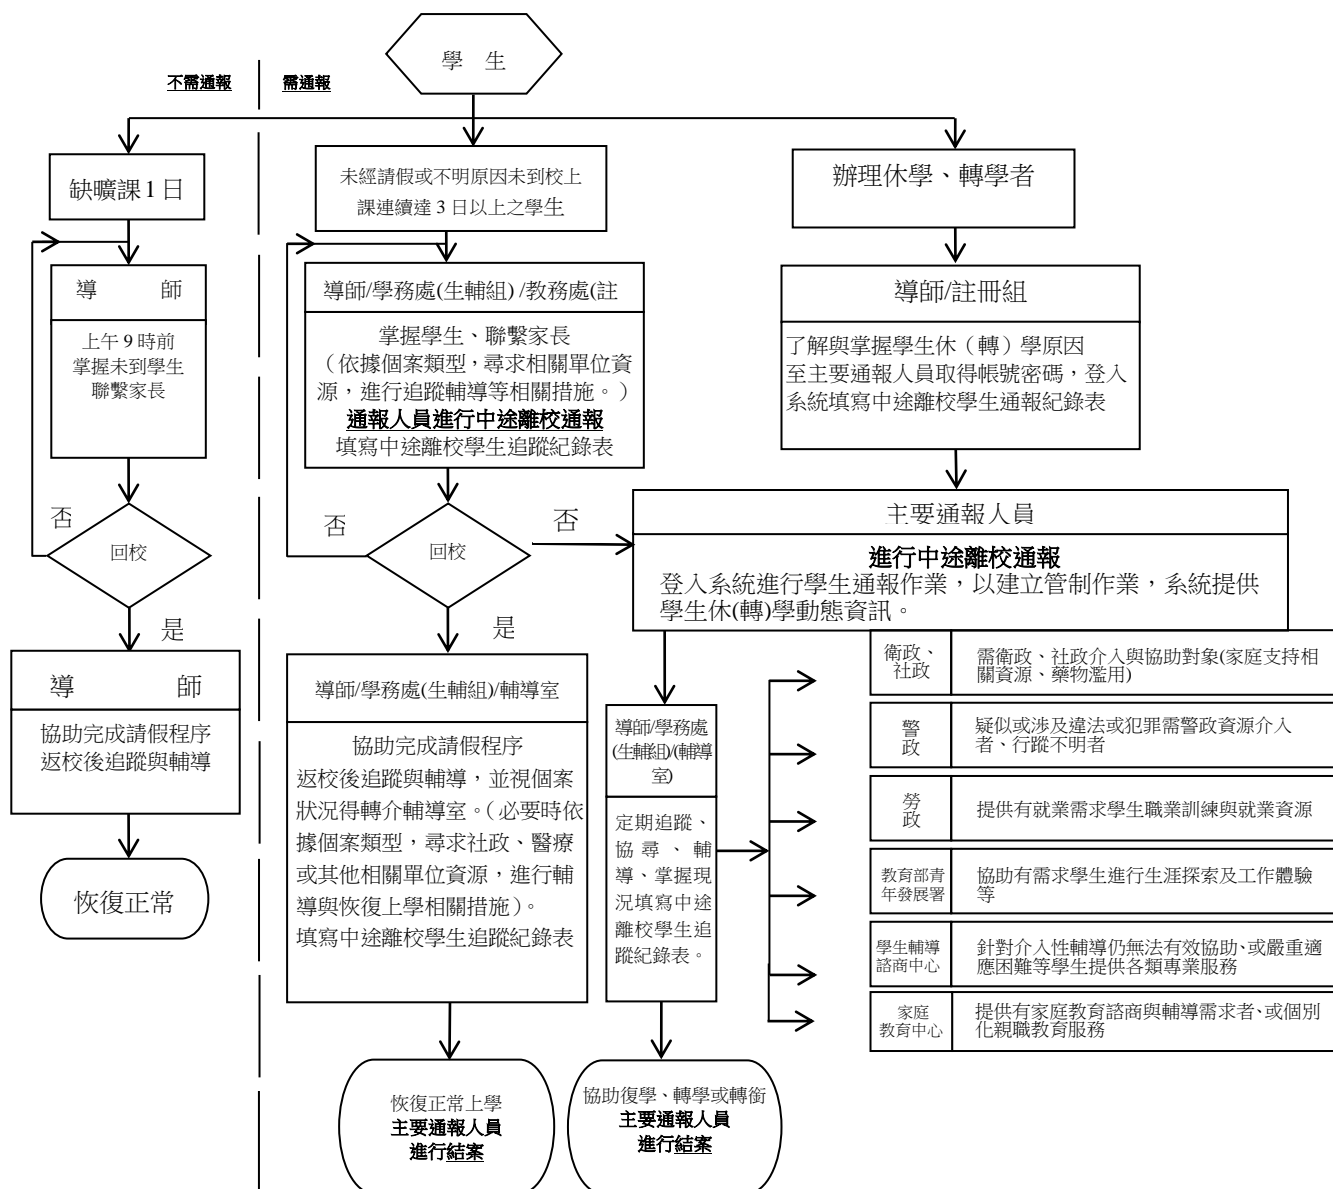 學　生
不需通報
需通報
缺曠課 1 日
未經請假或不明原因未到校上
課連續達 3 日以上之學生
辦理休學、轉學者
導　　師
上午 9 時前
掌握未到學生
聯繫家長
導師/學務處(生輔組) /教務處(註
掌握學生、聯繫家長
（依據個案類型，尋求相關單位資
源，進行追蹤輔導等相關措施。）
通報人員進行中途離校通報
填寫中途離校學生追蹤紀錄表
導師/註冊組
了解與掌握學生休（轉）學原因
至主要通報人員取得帳號密碼，登入
系統填寫中途離校學生通報紀錄表
否
回校
是
否
回校
否
是
主要通報人員
進行中途離校通報
登入系統進行學生通報作業，以建立管制作業，系統提供
學生休(轉)學動態資訊。
導　　師
協助完成請假程序
返校後追蹤與輔導
恢復正常
導師/學務處(生輔組)/輔導室
協助完成請假程序
返校後追蹤與輔導，並視個案
狀況得轉介輔導室。（必要時依
據個案類型，尋求社政、醫療
或其他相關單位資源，進行輔
導與恢復上學相關措施）。
填寫中途離校學生追蹤紀錄表
恢復正常上學
主要通報人員
進行結案
導師/學務處
(生輔組)/(輔導
室)
定期追蹤、
協尋、輔
導、掌握現
況填寫中途
離校學生追
蹤紀錄表。
協助復學、轉學或轉銜
主要通報人員
進行結案
衛政、
社政
需衛政、社政介入與協助對象(家庭支持相
關資源、藥物濫用)
警
政
疑似或涉及違法或犯罪需警政資源介入
者、行蹤不明者
勞
政
提供有就業需求學生職業訓練與就業資源
教育部青
年發展署
協助有需求學生進行生涯探索及工作體驗
等
學生輔導
諮商中心
針對介入性輔導仍無法有效協助、或嚴重適
應困難等學生提供各類專業服務
家庭
教育中心
提供有家庭教育諮商與輔導需求者、或個別
化親職教育服務